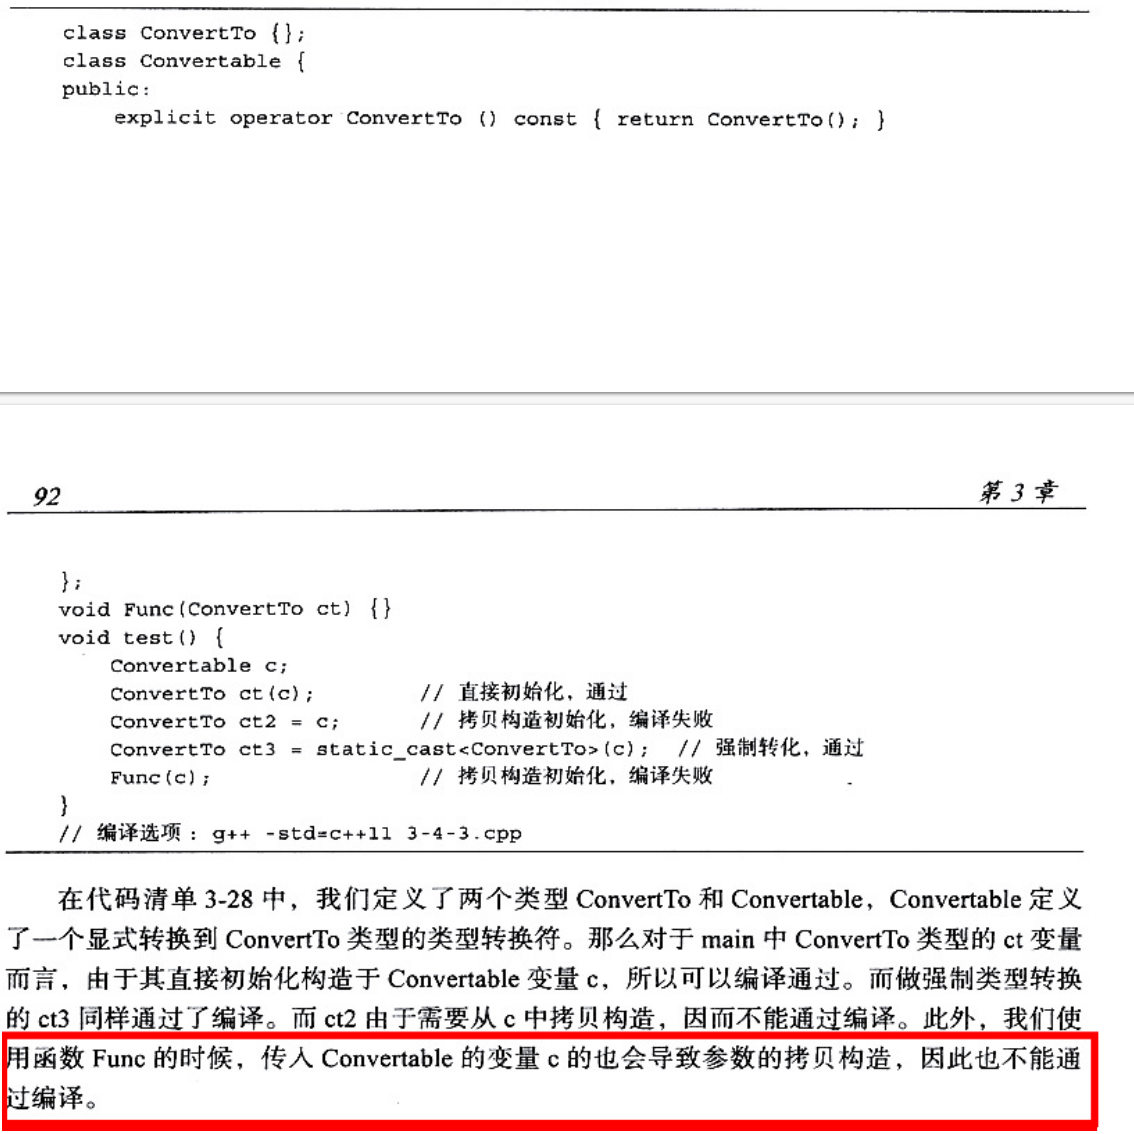 class ConvertTo {};
class Convertable {
public:
    explicit operator ConvertTo () const { return ConvertTo(); }
92 第 3 章
};
void Func(ConvertTo ct) {}
void test() {
    Convertable c;
    ConvertTo ct(c);        // 直接初始化，通过
    ConvertTo ct2 = c;      // 拷贝构造初始化，编译失败
    ConvertTo ct3 = static_cast<ConvertTo>(c);  // 强制转化，通过
    Func(c);                // 拷贝构造初始化，编译失败
}
// 编译选项：g++ -std=c++11 3-4-3.cpp
在代码清单 3-28 中，我们定义了两个类型 ConvertTo 和 Convertable，Convertable 定义
了一个显式转换到 ConvertTo 类型的类型转换符。那么对于 main 中 ConvertTo 类型的 ct 变量
而言，由于其直接初始化构造于 Convertable 变量 c，所以可以编译通过。而做强制类型转换
的 ct3 同样通过了编译。而 ct2 由于需要从 c 中拷贝构造，因而不能通过编译。此外，我们使
用函数 Func 的时候，传入 Convertable 的变量 c 的也会导致参数的拷贝构造，因此也不能通
过编译。